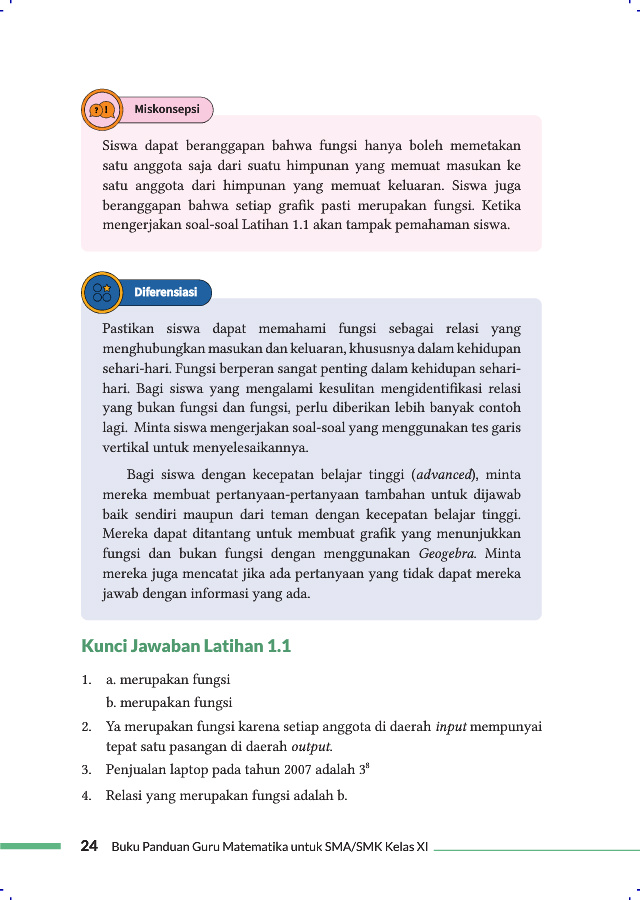 Miskonsepsi
Siswa dapat beranggapan bahwa fungsi hanya boleh memetakan
satu anggota saja dari suatu himpunan yang memuat masukan ke
satu anggota dari himpunan yang memuat keluaran. Siswa juga
beranggapan bahwa setiap grafik pasti merupakan fungsi. Ketika
mengerjakan soal-soal Latihan 1.1 akan tampak pemahaman siswa.
Diferensiasi
Pastikan siswa dapat memahami fungsi sebagai relasi yang
menghubungkan masukan dan keluaran, khususnya dalam kehidupan
sehari-hari. Fungsi berperan sangat penting dalam kehidupan sehari-
hari. Bagi siswa yang mengalami kesulitan mengidentifikasi relasi
yang bukan fungsi dan fungsi, perlu diberikan lebih banyak contoh
lagi. Minta siswa mengerjakan soal-soal yang menggunakan tes garis
vertikal untuk menyelesaikannya.
Bagi siswa dengan kecepatan belajar tinggi (advanced), minta
mereka membuat pertanyaan-pertanyaan tambahan untuk dijawab
baik sendiri maupun dari teman dengan kecepatan belajar tinggi.
Mereka dapat ditantang untuk membuat grafik yang menunjukkan
fungsi dan bukan fungsi dengan menggunakan Geogebra. Minta
mereka juga mencatat jika ada pertanyaan yang tidak dapat mereka
jawab dengan informasi yang ada.
Kunci Jawaban Latihan 1.1
1. a. merupakan fungsi
b. merupakan fungsi
2. Ya merupakan fungsi karena setiap anggota di daerah input mempunyai
tepat satu pasangan di daerah output.
3. Penjualan laptop pada tahun 2007 adalah 3⁸
4. Relasi yang merupakan fungsi adalah b.
24 Buku Panduan Guru Matematika untuk SMA/SMK Kelas XI